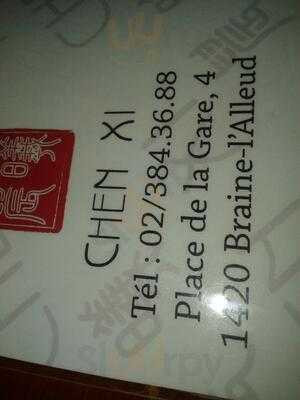 CHEN XI
Tél : 02/384.36.88
Place de la Gare, 4
1420 Braine-l'Alleud